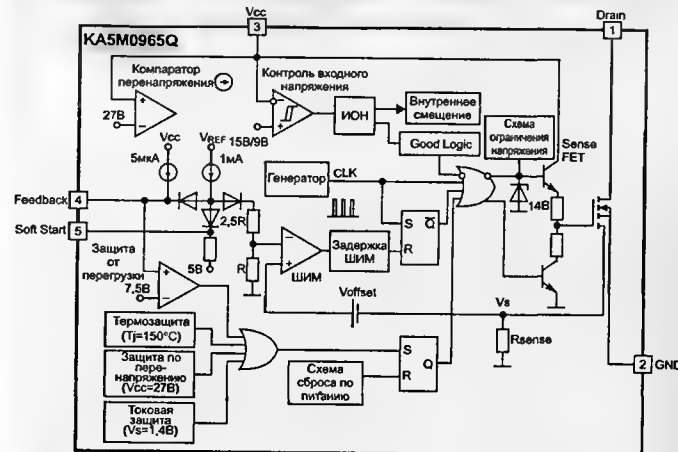 Vcc
3
Drain
1
KA5M0965Q
Компаратор
перенапряжения
27В
Контроль входного
напряжения
VREF 15В/9В
ИОН
Внутреннее
смещение
Good Logic
Схема
ограничения
напряжения
Sense
FET
Vcc
5мкА
1мА
Feedback
4
Soft Start
5
2,5R
R
5В
Генератор
CLK
S
Q
R
14В
ШИМ
Задержка
ШИМ
Защита
от
перегрузки
7,5В
Voffset
Vs
Rsense
2
GND
Термозащита
(Tj=150°C)
Защита по
пере-
напряжению
(Vcc=27В)
Токовая
защита
(Vs=1,4В)
Схема
сброса по
питанию
S
Q
R